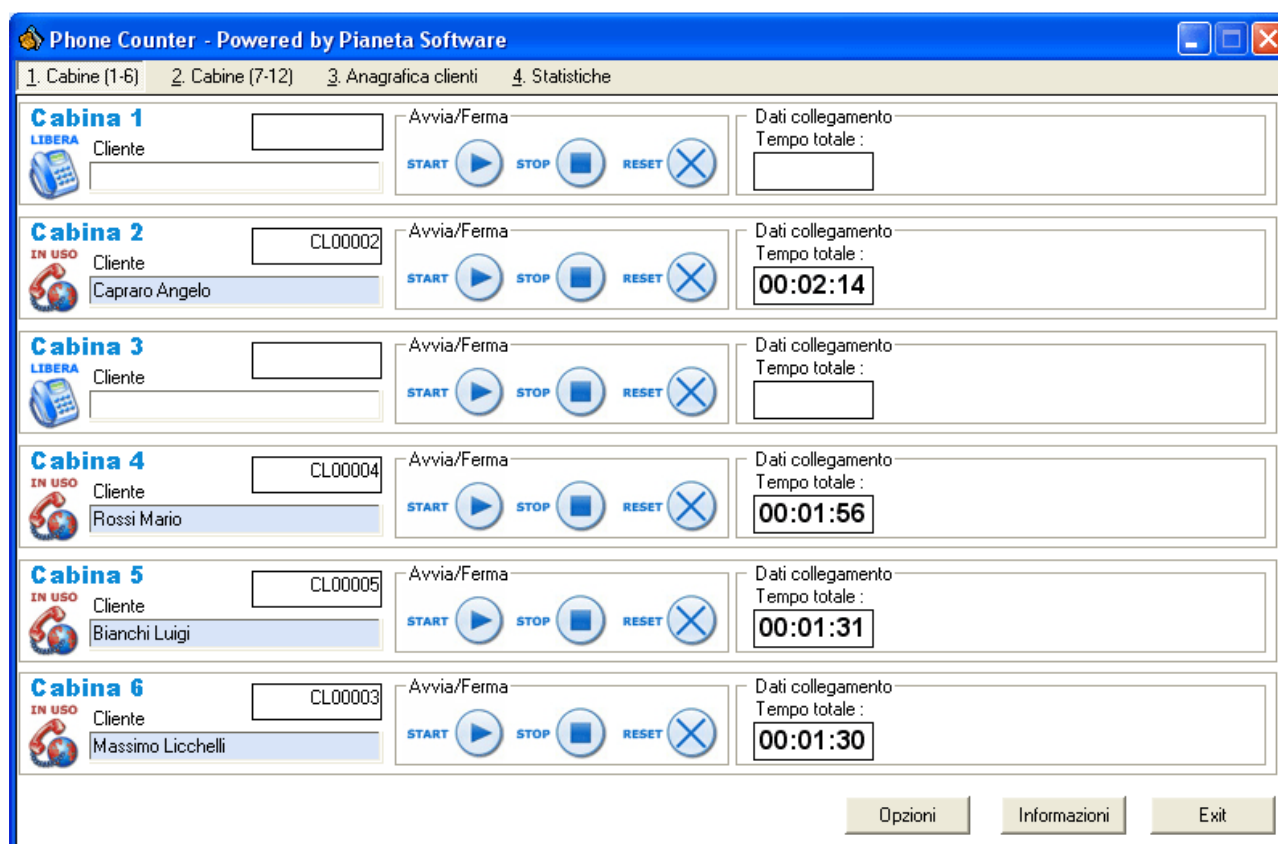 Phone Counter - Powered by Pianeta Software
1. Cabine (1-6) 2. Cabine (7-12) 3. Anagrafica clienti 4. Statistiche
Cabina 1 Avvia/Ferma Dati collegamento
LIBERA Cliente START STOP RESET Tempo totale :
Cabina 2 CL00002 Avvia/Ferma Dati collegamento
IN USO Cliente Tempo totale :
Capraro Angelo START STOP RESET 00:02:14
Cabina 3 Avvia/Ferma Dati collegamento
LIBERA Cliente START STOP RESET Tempo totale :
Cabina 4 CL00004 Avvia/Ferma Dati collegamento
IN USO Cliente Tempo totale :
Rossi Mario START STOP RESET 00:01:56
Cabina 5 CL00005 Avvia/Ferma Dati collegamento
IN USO Cliente Tempo totale :
Bianchi Luigi START STOP RESET 00:01:31
Cabina 6 CL00003 Avvia/Ferma Dati collegamento
IN USO Cliente Tempo totale :
Massimo Licchelli START STOP RESET 00:01:30
Opzioni Informazioni Exit